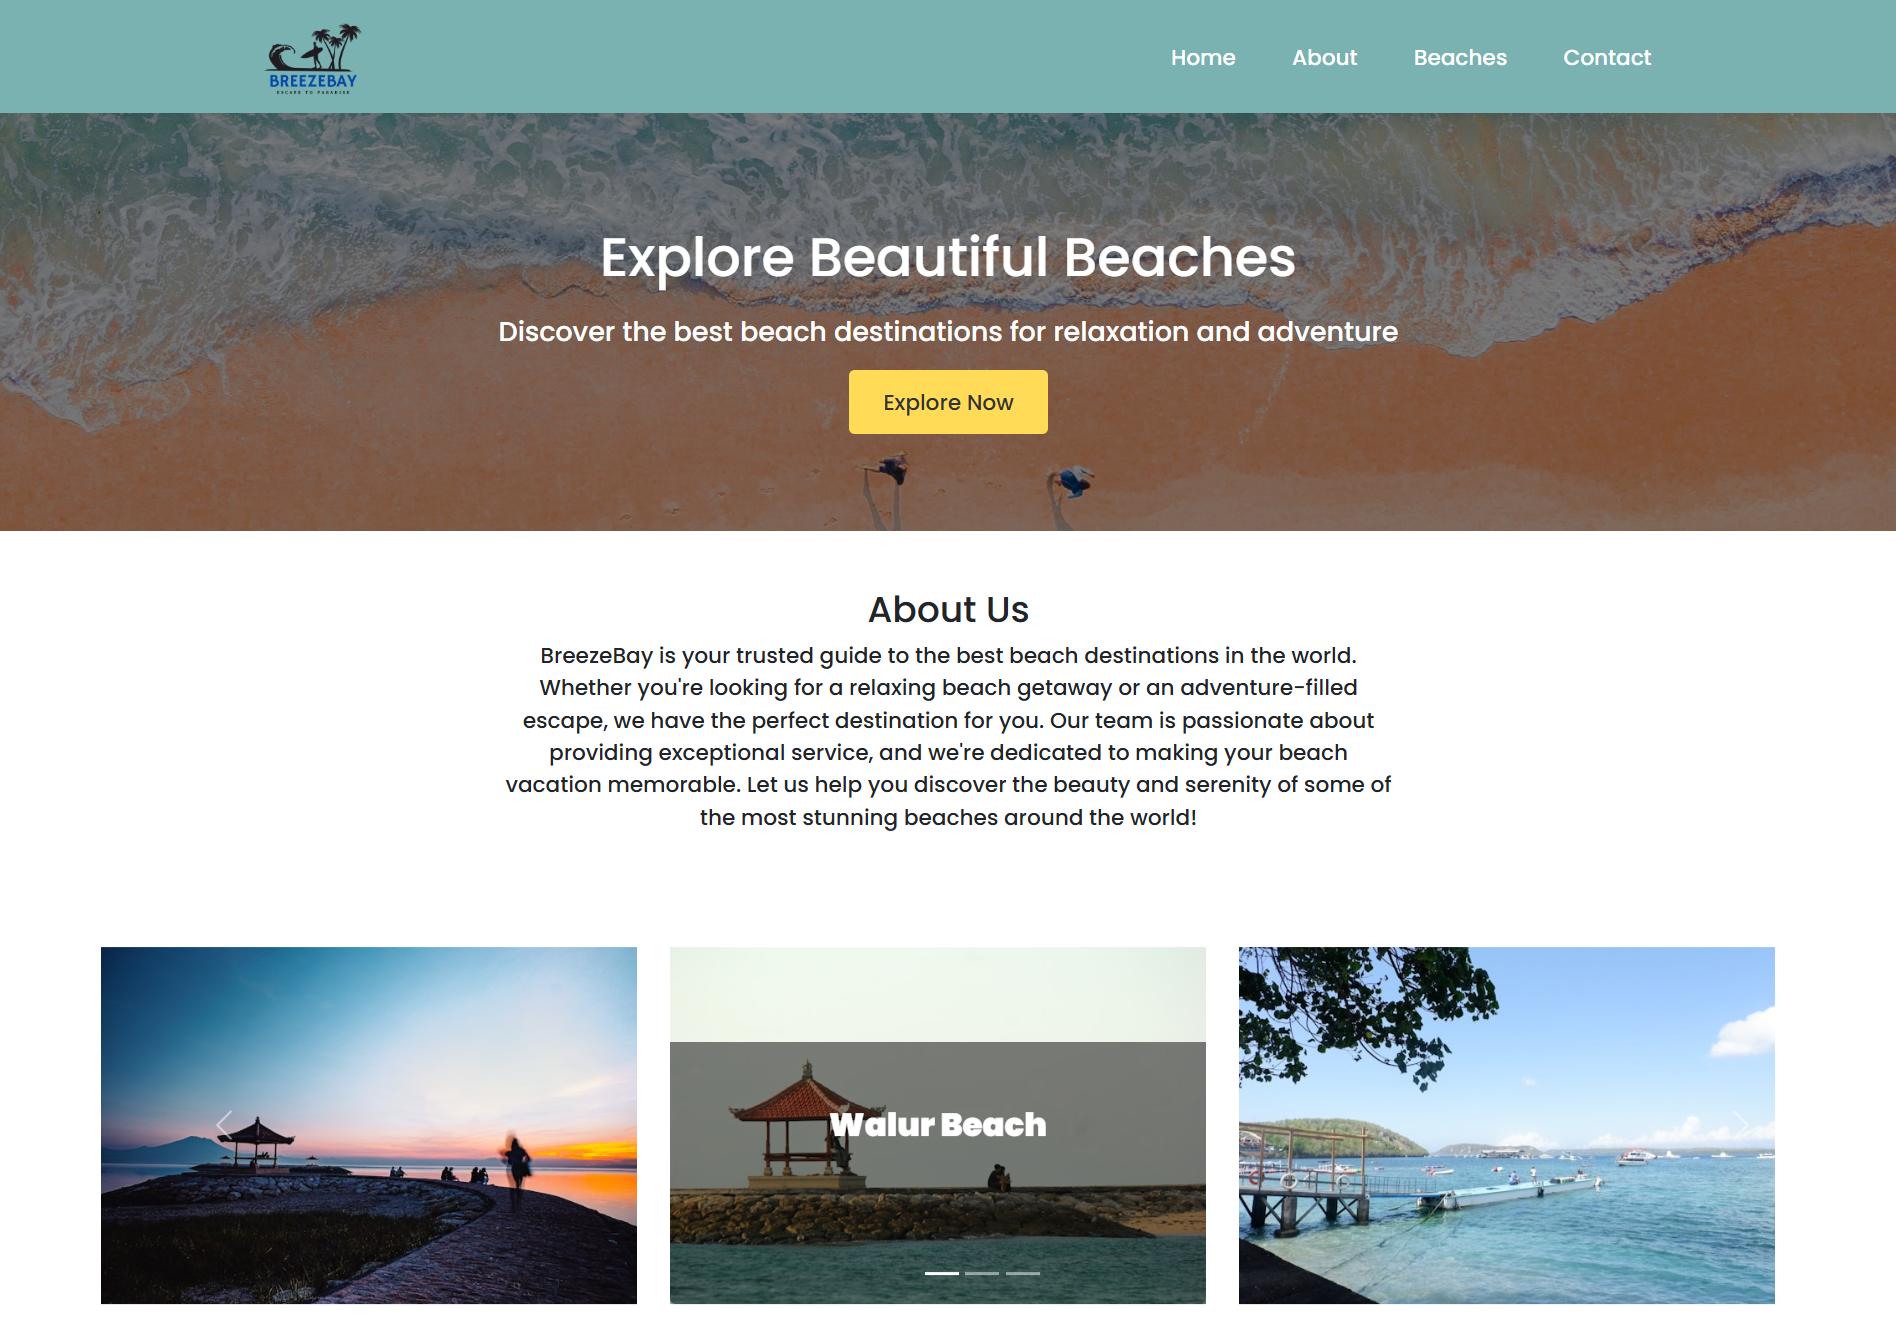 BREEZEBAY
ESCAPE TO PARADISE
Home About Beaches Contact
Explore Beautiful Beaches
Discover the best beach destinations for relaxation and adventure
Explore Now
About Us
BreezeBay is your trusted guide to the best beach destinations in the world.
Whether you're looking for a relaxing beach getaway or an adventure-filled
escape, we have the perfect destination for you. Our team is passionate about
providing exceptional service, and we're dedicated to making your beach
vacation memorable. Let us help you discover the beauty and serenity of some of
the most stunning beaches around the world!
Walur Beach